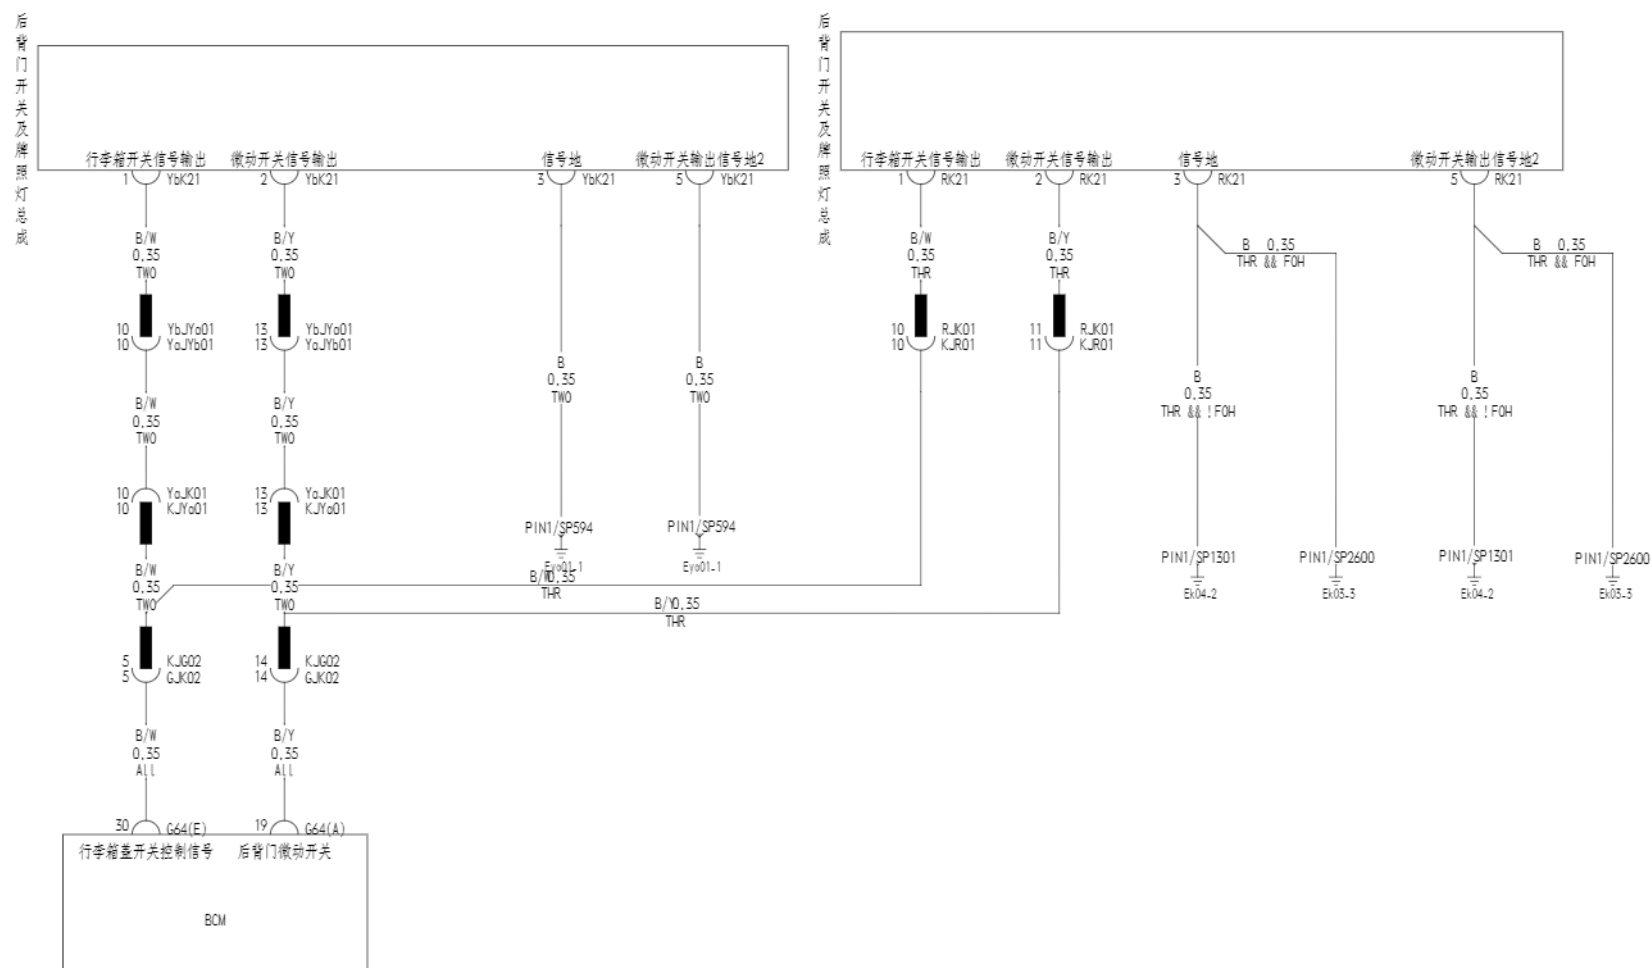 后背门开关及牌照灯总成
行李箱开关信号输出
微动开关信号输出
信号地
微动开关输出信号地2
1 YbK21
2 YbK21
3 YbK21
5 YbK21
后背门开关及牌照灯总成
行李箱开关信号输出
微动开关信号输出
信号地
微动开关输出信号地2
1 RK21
2 RK21
3 RK21
5 RK21
B/W
0.35
TWO
B/Y
0.35
TWO
B/W
0.35
THR
B/Y
0.35
THR
B 0.35
THR && FOH
B 0.35
THR && FOH
10 YbJYa01
10 YaJYb01
13 YbJYa01
13 YaJYb01
10 RJK01
10 KJR01
11 RJK01
11 KJR01
B
0.35
TWO
B
0.35
TWO
B
0.35
THR && !FOH
B
0.35
THR && !FOH
B/W
0.35
TWO
B/Y
0.35
TWO
10 YaJK01
10 KJYa01
13 YaJK01
13 KJYa01
PIN1/SP594
Eya01-1
PIN1/SP594
Eya01-1
PIN1/SP1301
Ek04-2
PIN1/SP2600
Ek03-3
PIN1/SP1301
Ek04-2
PIN1/SP2600
Ek03-3
B/W
0.35
TWO
B/Y
0.35
TWO
B/W0.35
THR
B/Y0.35
THR
5 KJG02
5 GJK02
14 KJG02
14 GJK02
B/W
0.35
ALL
B/Y
0.35
ALL
30 G64(E)
19 G64(A)
行李箱盖开关控制信号
后背门微动开关
BCM